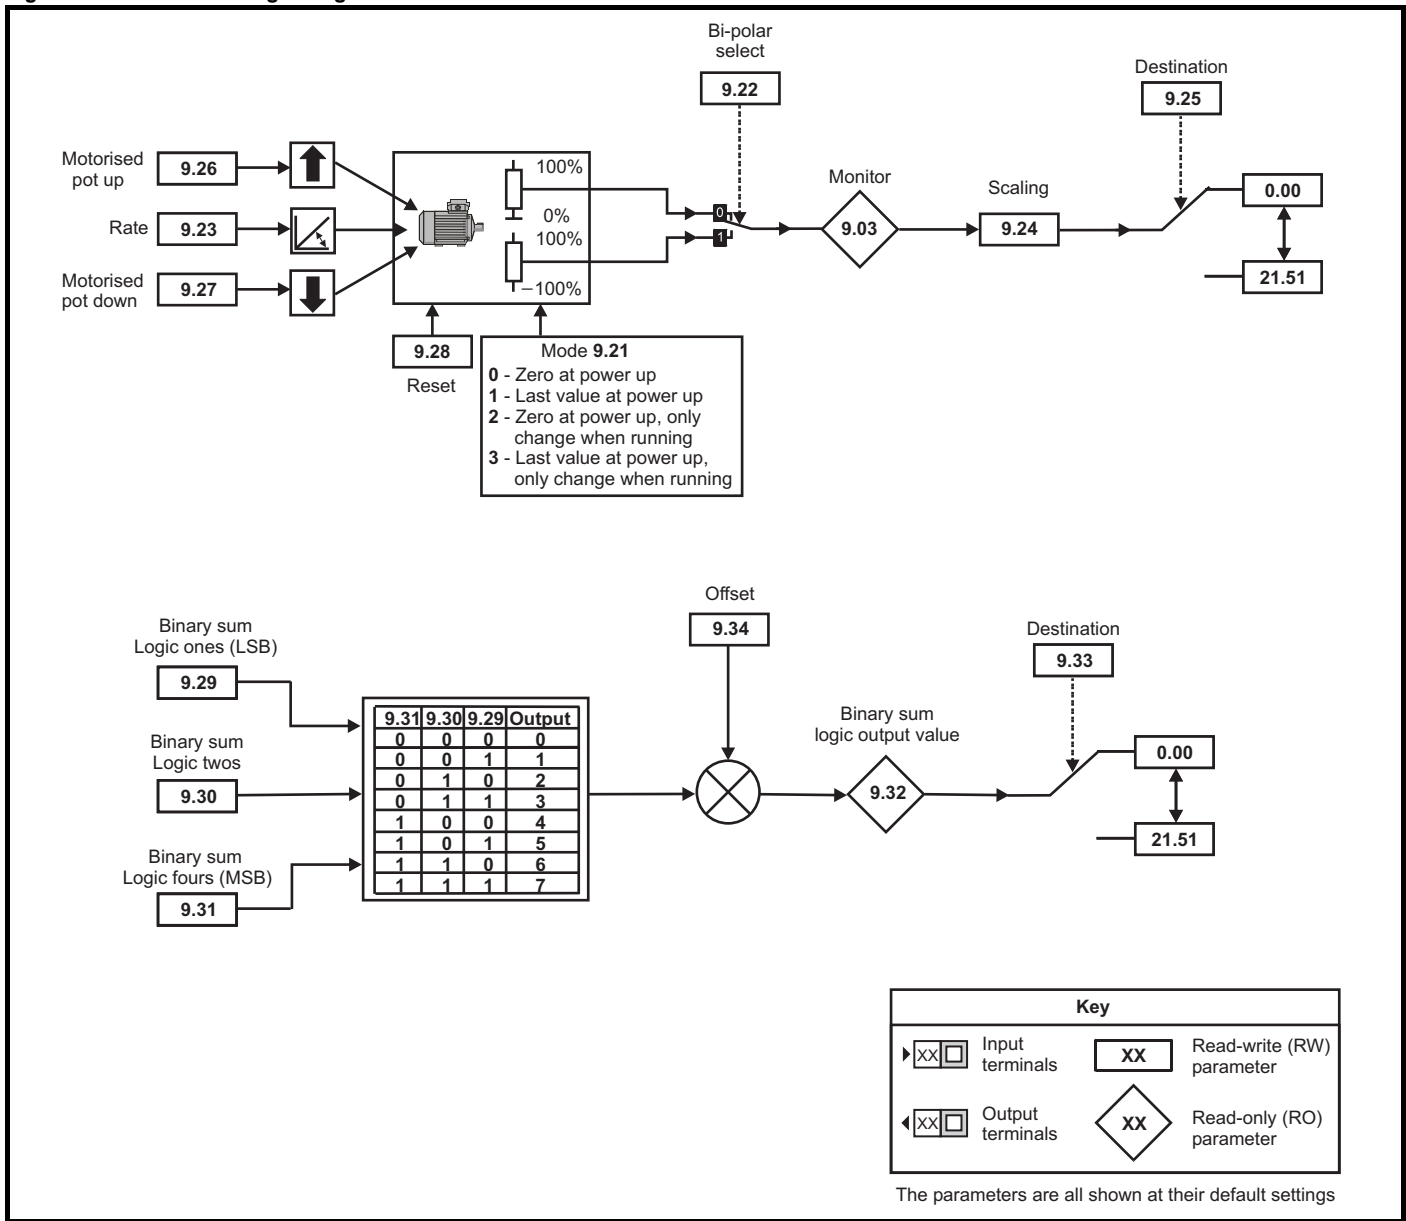 Bi-polar
select
9.22
Destination
9.25
Motorised
pot up
9.26
100%
0%
100%
–100%
0
1
Monitor
9.03
Scaling
9.24
0.00
21.51
Rate
9.23
Motorised
pot down
9.27
9.28
Reset
Mode 9.21
0 - Zero at power up
1 - Last value at power up
2 - Zero at power up, only
change when running
3 - Last value at power up,
only change when running
Offset
9.34
Destination
9.33
Binary sum
Logic ones (LSB)
9.29
Binary sum
Logic twos
9.30
Binary sum
Logic fours (MSB)
9.31
9.31 9.30 9.29 Output
0 0 0 0
0 0 1 1
0 1 0 2
0 1 1 3
1 0 0 4
1 0 1 5
1 1 0 6
1 1 1 7
Binary sum
logic output value
9.32
0.00
21.51
Key
XX
Input
terminals
XX
Read-write (RW)
parameter
XX
Output
terminals
XX
Read-only (RO)
parameter
The parameters are all shown at their default settings